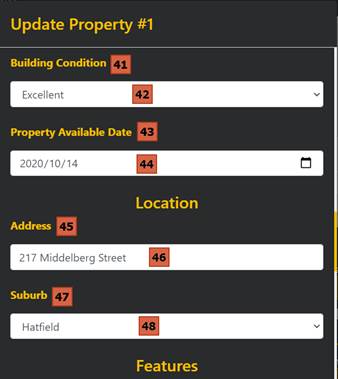 Update Property #1
Building Condition 41
Excellent 42
Property Available Date 43
2020/10/14 44
Location
Address 45
217 Middelberg Street 46
Suburb 47
Hatfield 48
Features